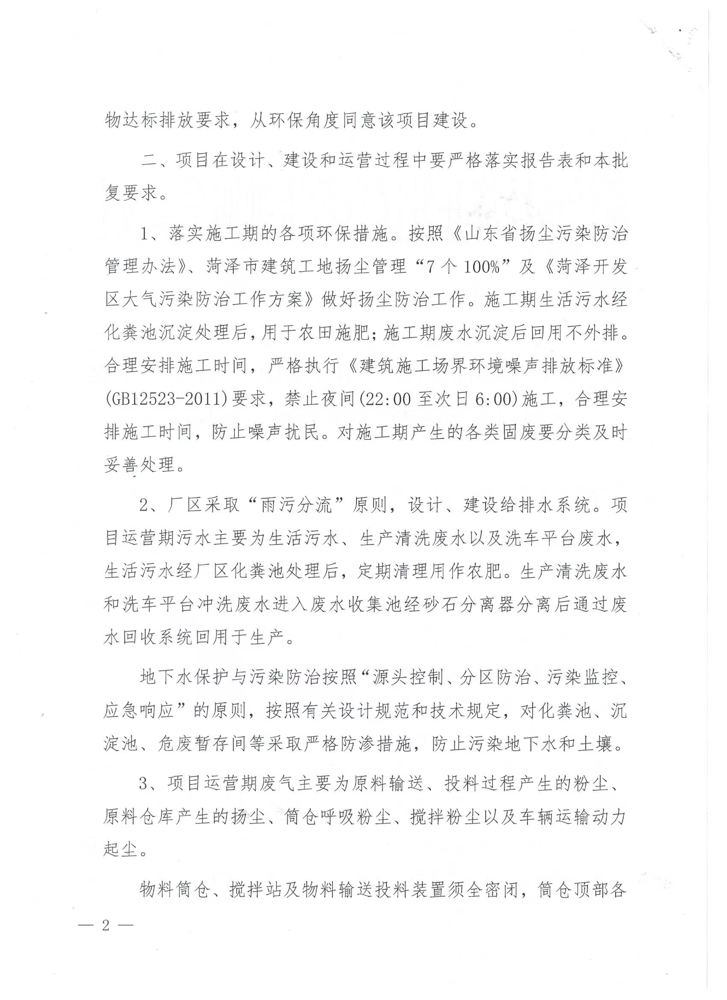 物达标排放要求，从环保角度同意该项目建设。
二、项目在设计、建设和运营过程中要严格落实报告表和本批
复要求。
1、落实施工期的各项环保措施。按照《山东省扬尘污染防治
管理办法》、菏泽市建筑工地扬尘管理“7个100%”及《菏泽开发
区大气污染防治工作方案》做好扬尘防治工作。施工期生活污水经
化粪池沉淀处理后，用于农田施肥；施工期废水沉淀后回用不外排。
合理安排施工时间，严格执行《建筑施工场界环境噪声排放标准》
(GB12523-2011)要求，禁止夜间(22:00至次日6:00)施工，合理安
排施工时间，防止噪声扰民。对施工期产生的各类固废要分类及时
妥善处理。
2、厂区采取“雨污分流”原则，设计、建设给排水系统。项
目运营期污水主要为生活污水、生产清洗废水以及洗车平台废水，
生活污水经厂区化粪池处理后，定期清理用作农肥。生产清洗废水
和洗车平台冲洗废水进入废水收集池经砂石分离器分离后通过废
水回收系统回用于生产。
地下水保护与污染防治按照“源头控制、分区防治、污染监控、
应急响应”的原则，按照有关设计规范和技术规定，对化粪池、沉
淀池、危废暂存间等采取严格防渗措施，防止污染地下水和土壤。
3、项目运营期废气主要为原料输送、投料过程产生的粉尘、
原料仓库产生的扬尘、筒仓呼吸粉尘、搅拌粉尘以及车辆运输动力
起尘。
物料筒仓、搅拌站及物料输送投料装置须全密闭，筒仓顶部各
— 2 —